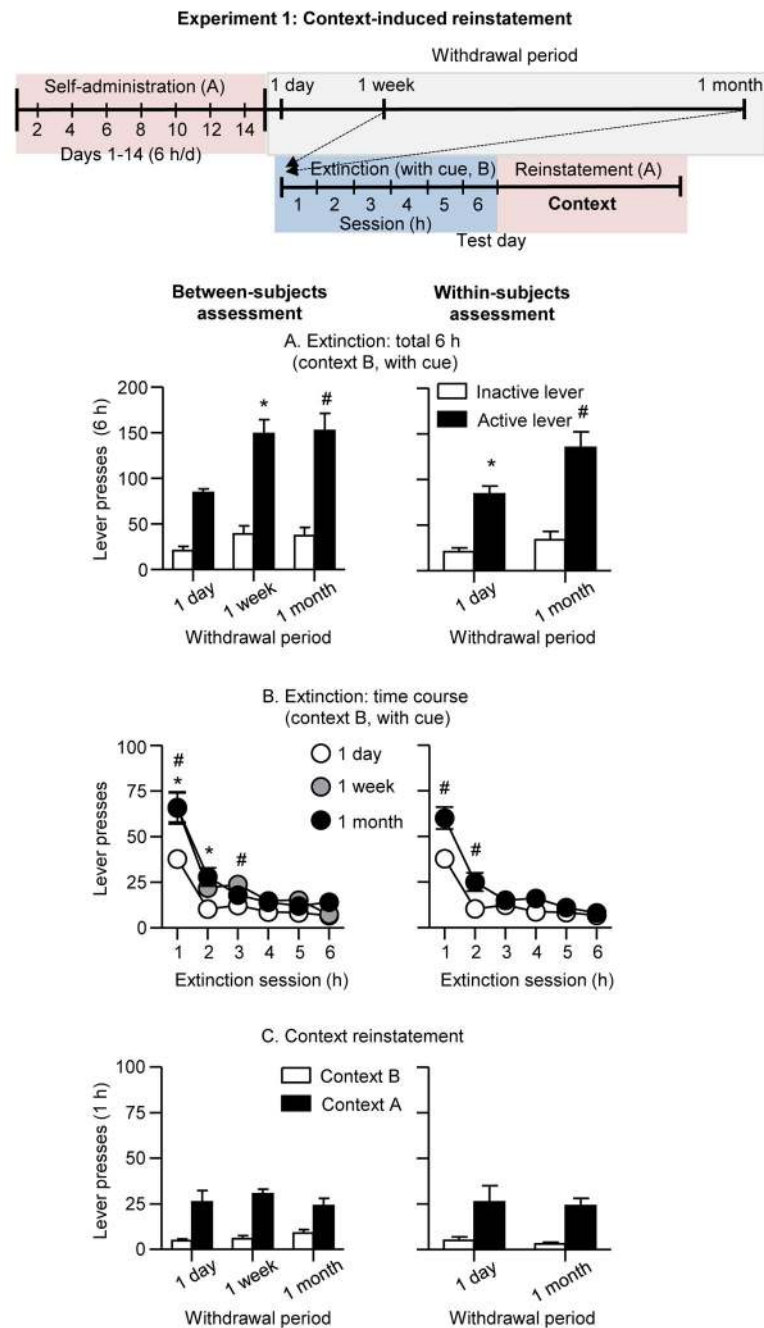 Experiment 1: Context-induced reinstatement
Withdrawal period
Self-administration (A)
1 day
1 week
1 month
2 4 6 8 10 12 14
Days 1-14 (6 h/d)
Extinction (with cue, B)
Reinstatement (A)
1 2 3 4 5 6
Context
Session (h)
Test day
Between-subjects
assessment
Within-subjects
assessment
A. Extinction: total 6 h
(context B, with cue)
Lever presses (6 h)
200
150
100
50
0
*
#
1 day
1 week
1 month
Withdrawal period
Inactive lever
Active lever
*
#
1 day
1 month
Withdrawal period
B. Extinction: time course
(context B, with cue)
Lever presses
100
75
50
25
0
#
*
*
#
1 day
1 week
1 month
1 2 3 4 5 6
Extinction session (h)
#
#
1 2 3 4 5 6
Extinction session (h)
C. Context reinstatement
Lever presses (1 h)
100
75
50
25
0
Context B
Context A
1 day
1 week
1 month
Withdrawal period
1 day
1 month
Withdrawal period